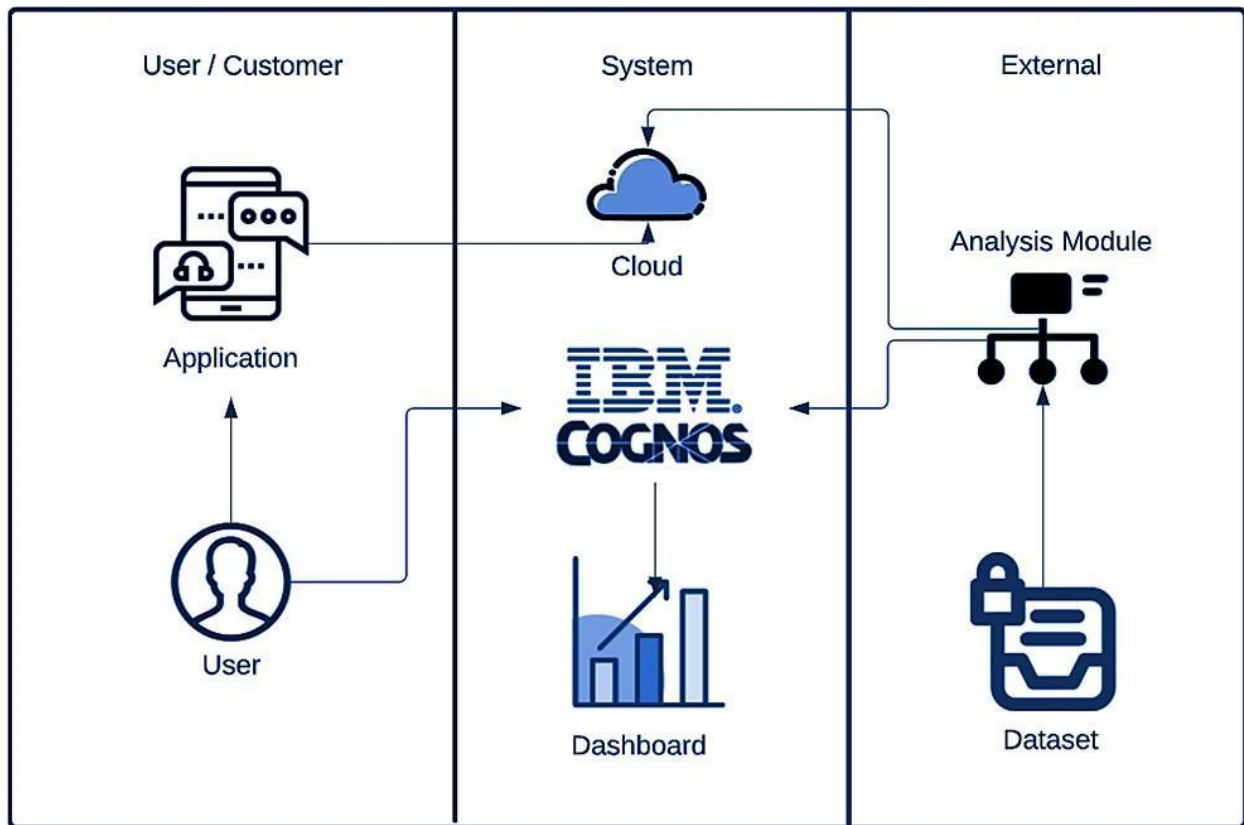 User / Customer
System
External
Application
Cloud
Analysis Module
IBM®
COGNOS
User
Dashboard
Dataset